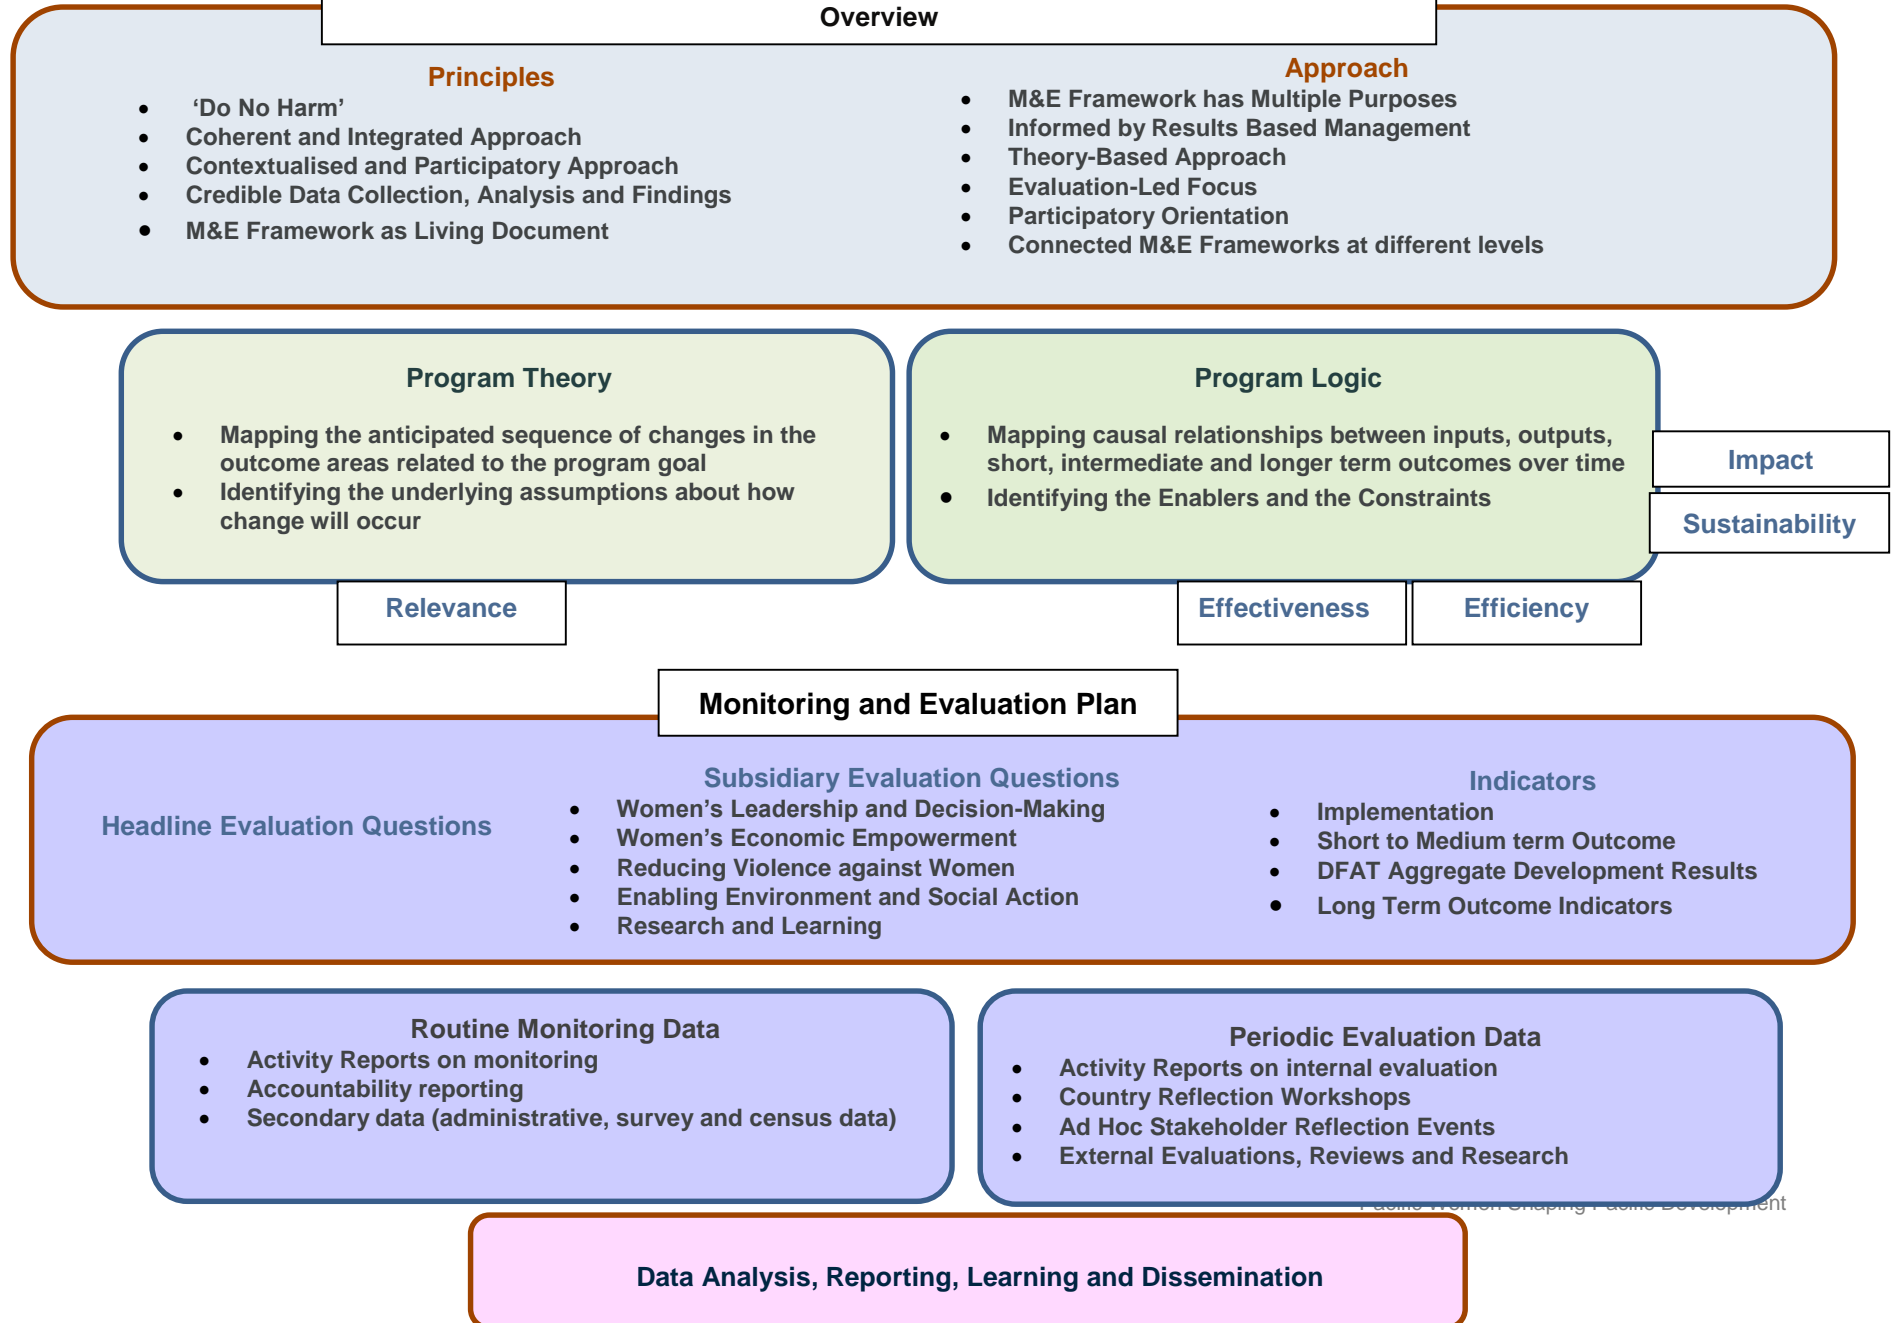 Overview
Principles
• ‘Do No Harm’
• Coherent and Integrated Approach
• Contextualised and Participatory Approach
• Credible Data Collection, Analysis and Findings
• M&E Framework as Living Document
Approach
• M&E Framework has Multiple Purposes
• Informed by Results Based Management
• Theory-Based Approach
• Evaluation-Led Focus
• Participatory Orientation
• Connected M&E Frameworks at different levels
Program Theory
• Mapping the anticipated sequence of changes in the
outcome areas related to the program goal
• Identifying the underlying assumptions about how
change will occur
Relevance
Program Logic
• Mapping causal relationships between inputs, outputs,
short, intermediate and longer term outcomes over time
• Identifying the Enablers and the Constraints
Impact
Sustainability
Effectiveness
Efficiency
Monitoring and Evaluation Plan
Headline Evaluation Questions
Subsidiary Evaluation Questions
• Women’s Leadership and Decision-Making
• Women’s Economic Empowerment
• Reducing Violence against Women
• Enabling Environment and Social Action
• Research and Learning
Indicators
• Implementation
• Short to Medium term Outcome
• DFAT Aggregate Development Results
• Long Term Outcome Indicators
Routine Monitoring Data
• Activity Reports on monitoring
• Accountability reporting
• Secondary data (administrative, survey and census data)
Periodic Evaluation Data
• Activity Reports on internal evaluation
• Country Reflection Workshops
• Ad Hoc Stakeholder Reflection Events
• External Evaluations, Reviews and Research
Pacific Women Shaping Pacific Development
Data Analysis, Reporting, Learning and Dissemination